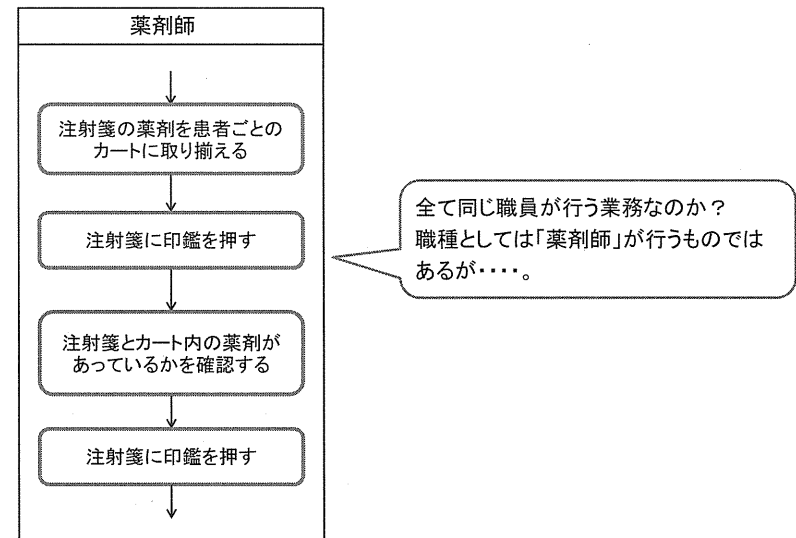 薬剤師
注射箋の薬剤を患者ごとの
カートに取り揃える
注射箋に印鑑を押す
全て同じ職員が行う業務なのか？
職種としては「薬剤師」が行うものでは
あるが・・・・。
注射箋とカート内の薬剤が
あっているかを確認する
注射箋に印鑑を押す